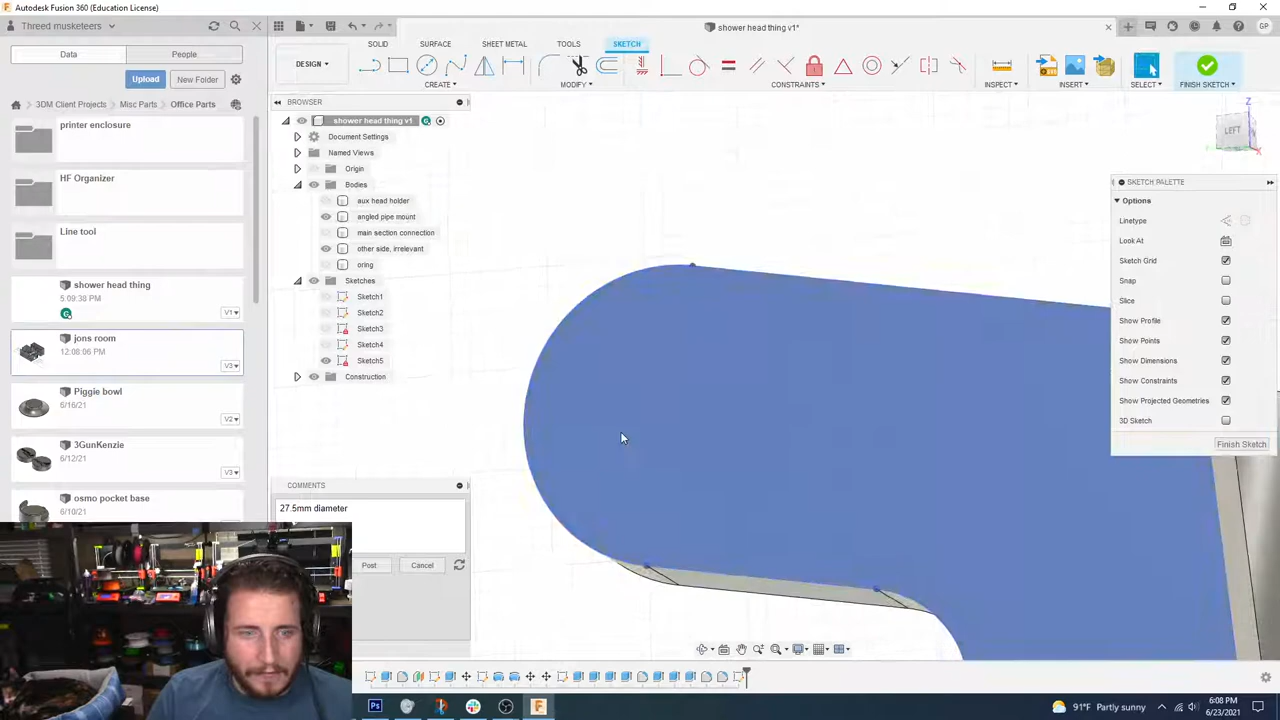 Autodesk Fusion 360 (Education License)
Threed musketeers
shower head thing v1*
GP
Data
People
Upload
New Folder
3DM Client Projects
Misc Parts
Office Parts
printer enclosure
HF Organizer
Line tool
shower head thing
5:09:38 PM
V1
jons room
12:08:06 PM
V3
Piggie bowl
6/16/21
V2
3GunKenzie
6/12/21
V3
osmo pocket base
6/10/21
DESIGN
SOLID
SURFACE
SHEET METAL
TOOLS
SKETCH
CREATE
MODIFY
CONSTRAINTS
INSPECT
INSERT
SELECT
FINISH SKETCH
BROWSER
shower head thing v1
Document Settings
Named Views
Origin
Bodies
aux head holder
angled pipe mount
main section connection
other side, irrelevant
oring
Sketches
Sketch1
Sketch2
Sketch3
Sketch4
Sketch5
Construction
COMMENTS
27.5mm diameter
Post
Cancel
Z
LEFT
X
SKETCH PALETTE
Options
Linetype
Look At
Sketch Grid
Snap
Slice
Show Profile
Show Points
Show Dimensions
Show Constraints
Show Projected Geometries
3D Sketch
Finish Sketch
Ps
F
91°F Partly sunny
6:08 PM
6/23/2021